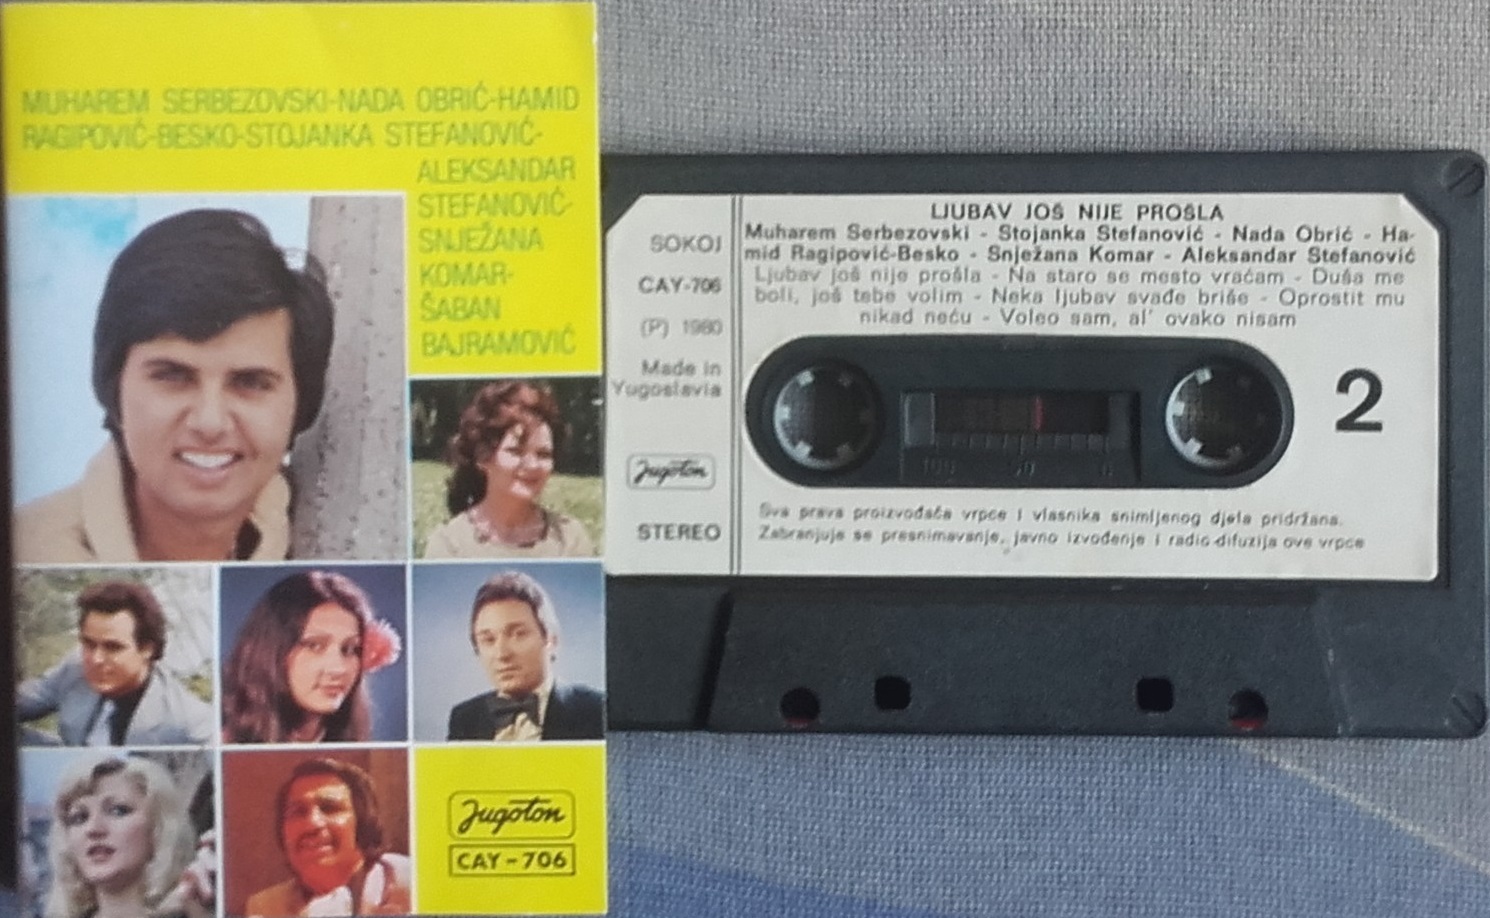 MUHAREM SERBEZOVSKI-NADA OBRIĆ-HAMID
RAGIPOVIĆ-BESKO-STOJANKA STEFANOVIĆ-
ALEKSANDAR
STEFANOVIĆ-
SNJEŽANA
KOMAR-
ŠABAN
BAJRAMOVIĆ
Jugoton
CAY-706
SOKOJ
CAY-706
(P) 1980
Made in
Yugoslavia
Jugoton
STEREO
LJUBAV JOŠ NIJE PROŠLA
Muharem Serbezovski - Stojanka Stefanović - Nada Obrić - Ha-
mid Ragipović-Besko - Snježana Komar - Aleksandar Stefanović
Ljubav još nije prošla - Na staro se mesto vraćam - Duša me
boli, još tebe volim - Neka ljubav svađe briše - Oprostit mu
nikad neću - Voleo sam, al' ovako nisam
2
100 50 0
Sva prava proizvođača vrpce i vlasnika snimljenog djela pridržana.
Zabranjuje se presnimavanje, javno izvođenje i radio-difuzija ove vrpce